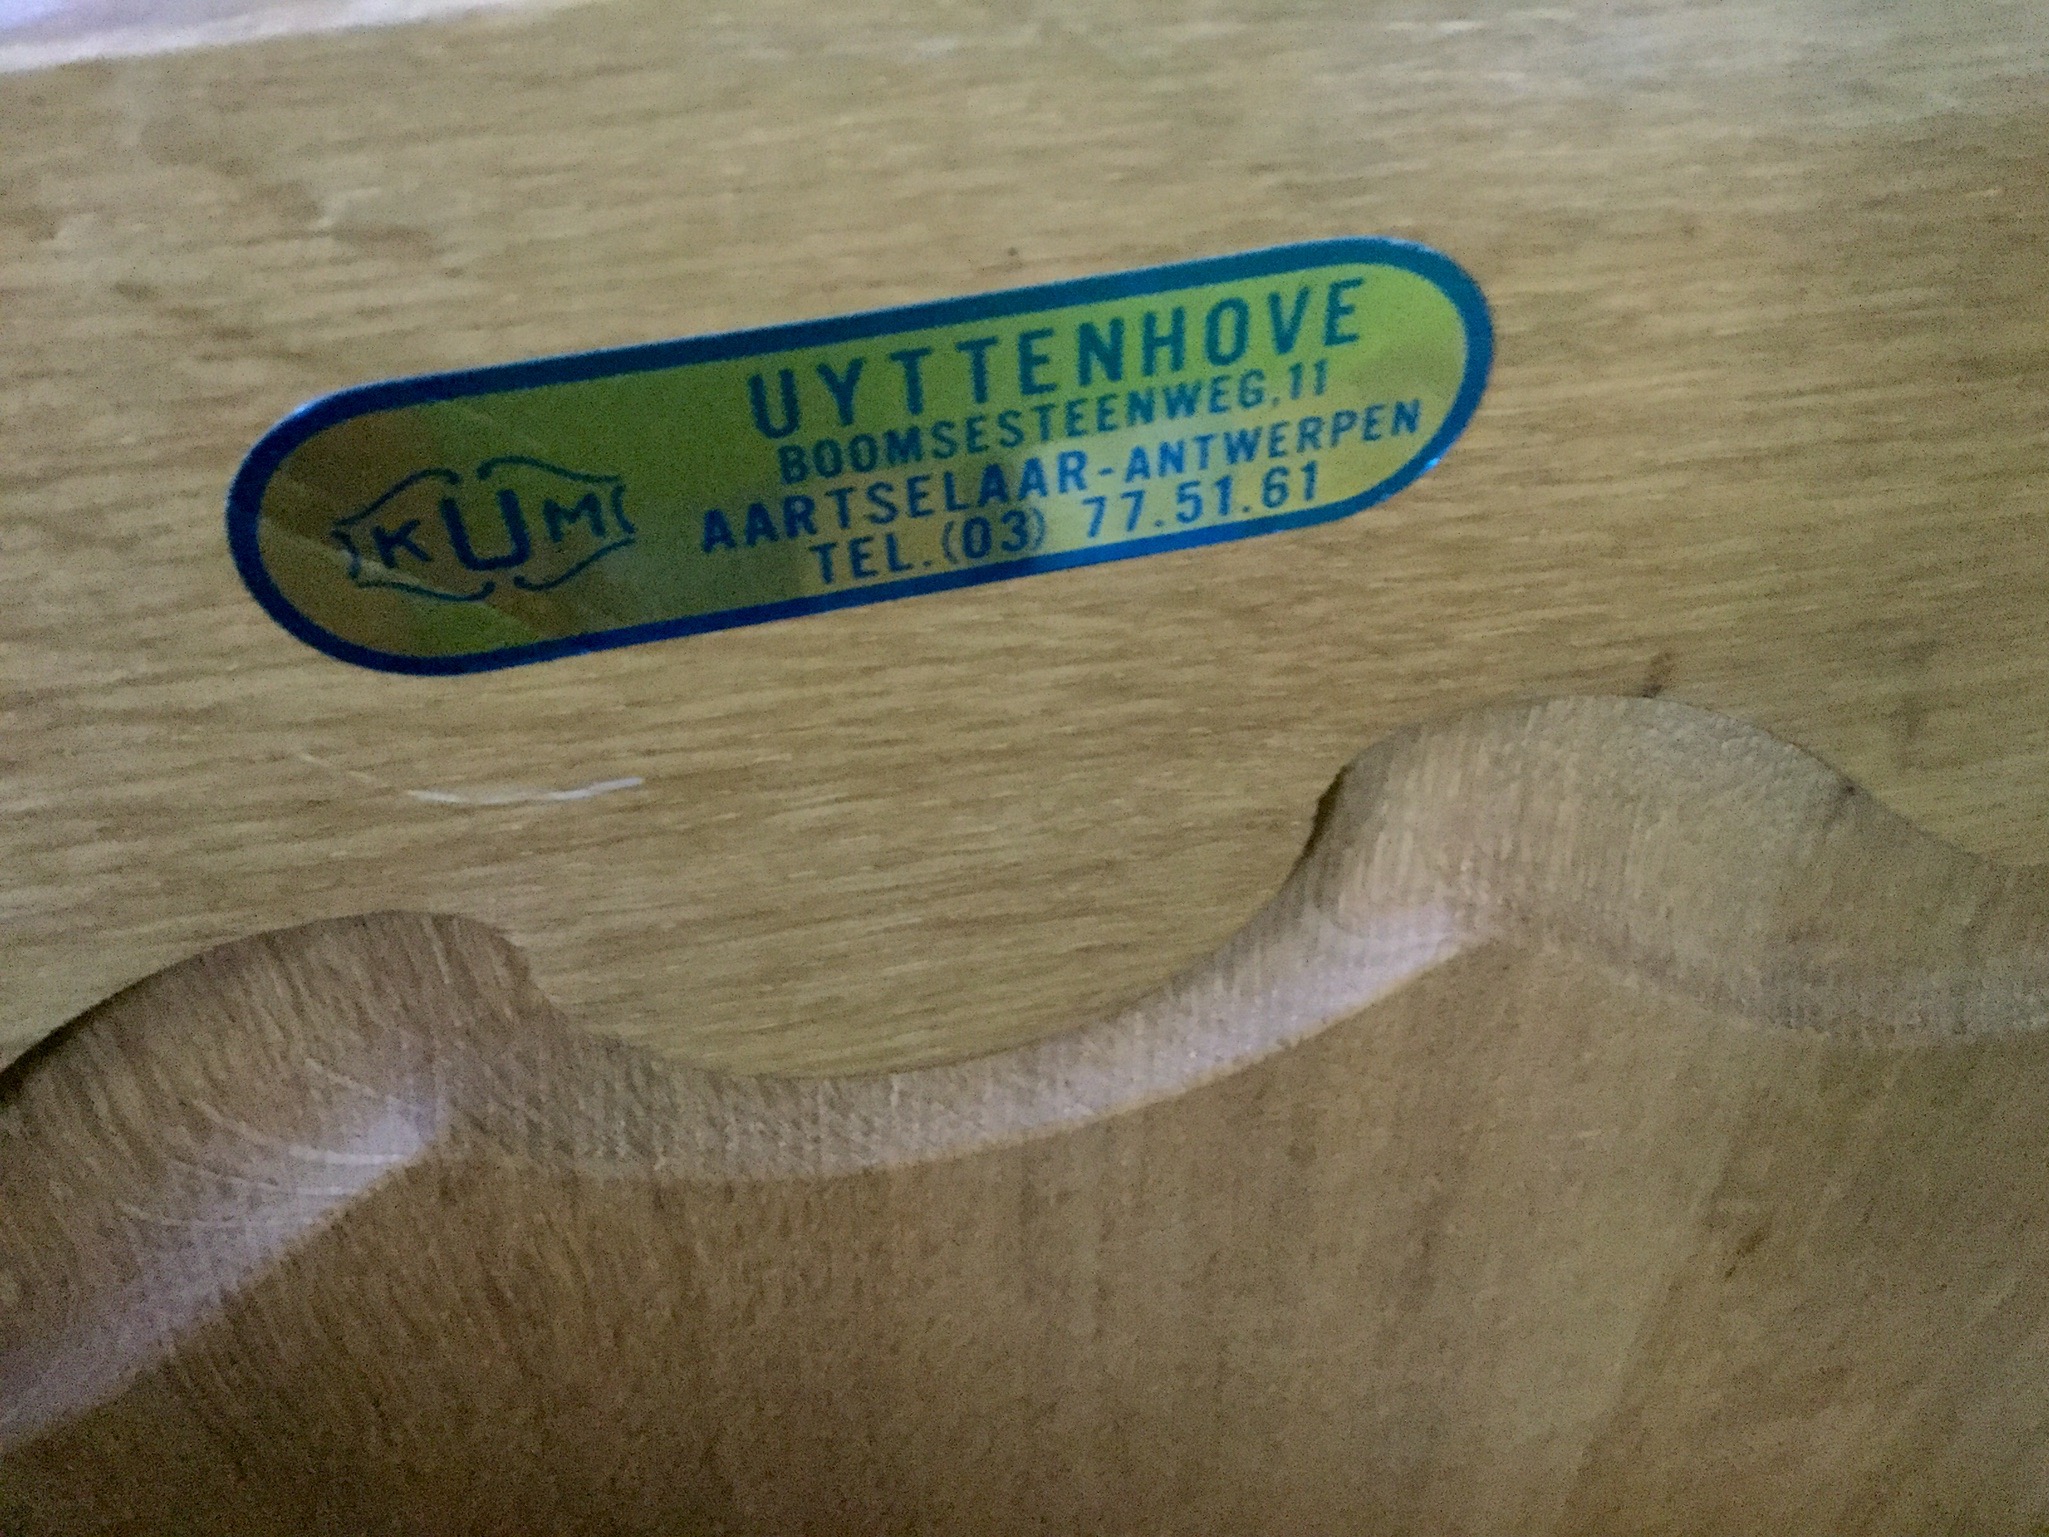 KUM
UYTTENHOVE
BOOMSESTEENWEG.11
AARTSELAAR-ANTWERPEN
TEL.(03) 77.51.61